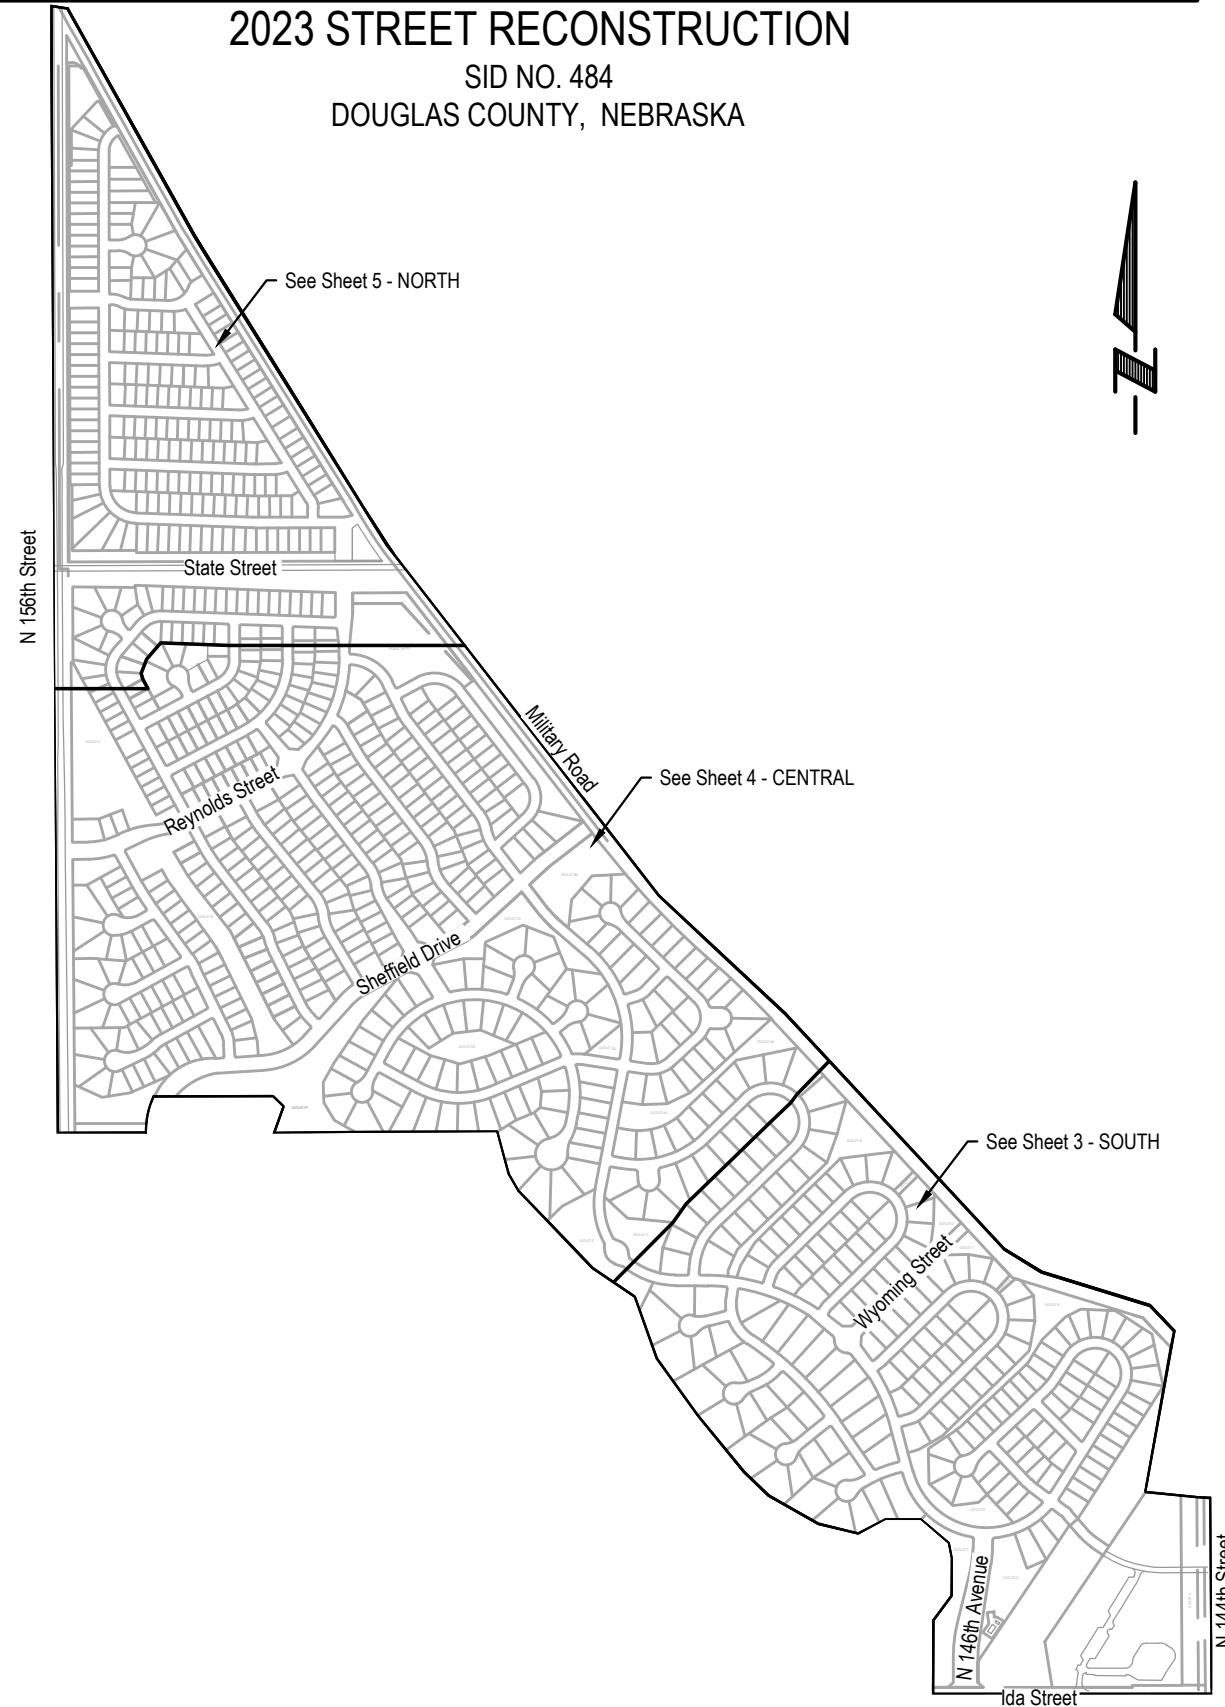 2023 STREET RECONSTRUCTION
SID NO. 484
DOUGLAS COUNTY, NEBRASKA
See Sheet 5 - NORTH
N 156th Street
State Street
Military Road
See Sheet 4 - CENTRAL
Reynolds Street
Sheffield Drive
See Sheet 3 - SOUTH
Wyoming Street
N 146th Avenue
N 144th Street
Ida Street